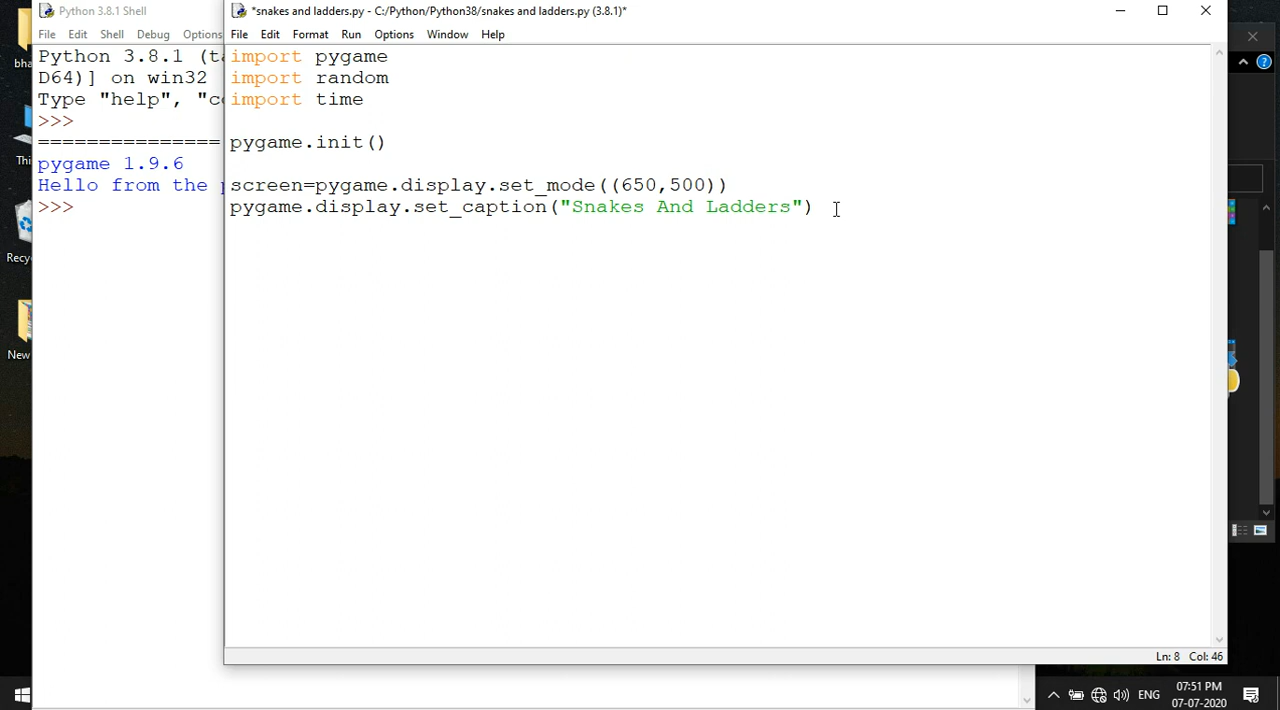 Python 3.8.1 Shell
File Edit Shell Debug Options
Python 3.8.1 (ta
D64)] on win32
Type "help", "co
>>>
===============
pygame 1.9.6
Hello from the
>>>
*snakes and ladders.py - C:/Python/Python38/snakes and ladders.py (3.8.1)*
File Edit Format Run Options Window Help
import pygame
import random
import time
pygame.init()
screen=pygame.display.set_mode((650,500))
pygame.display.set_caption("Snakes And Ladders")
Ln: 8 Col: 46
bha
Thi
Recy
New
ENG
07:51 PM
07-07-2020